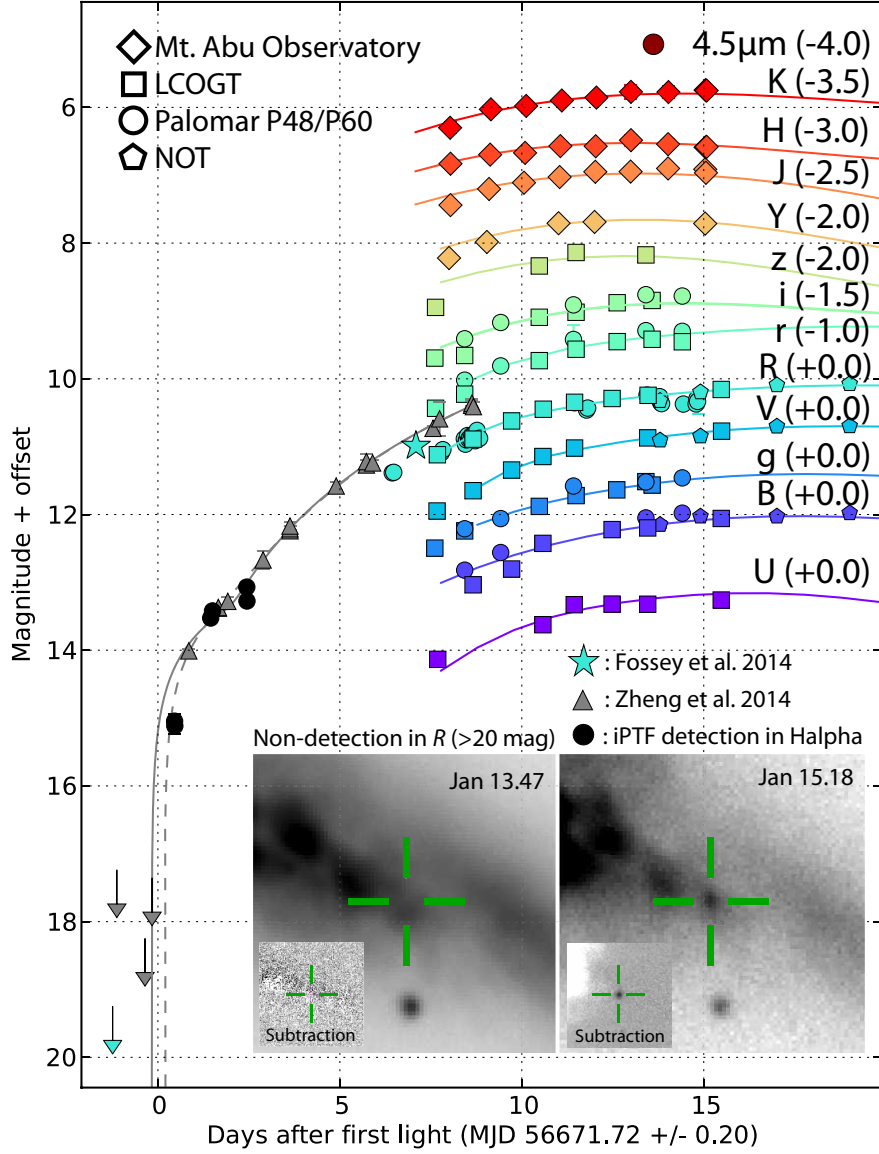 Mt. Abu Observatory
LCOGT
Palomar P48/P60
NOT
4.5μm (-4.0)
K (-3.5)
H (-3.0)
J (-2.5)
Y (-2.0)
z (-2.0)
i (-1.5)
r (-1.0)
R (+0.0)
V (+0.0)
g (+0.0)
B (+0.0)
U (+0.0)
6
8
10
12
14
16
18
20
Magnitude + offset
: Fossey et al. 2014
: Zheng et al. 2014
: iPTF detection in Halpha
Non-detection in R (>20 mag)
Jan 13.47
Jan 15.18
Subtraction
Subtraction
0
5
10
15
Days after first light (MJD 56671.72 +/- 0.20)